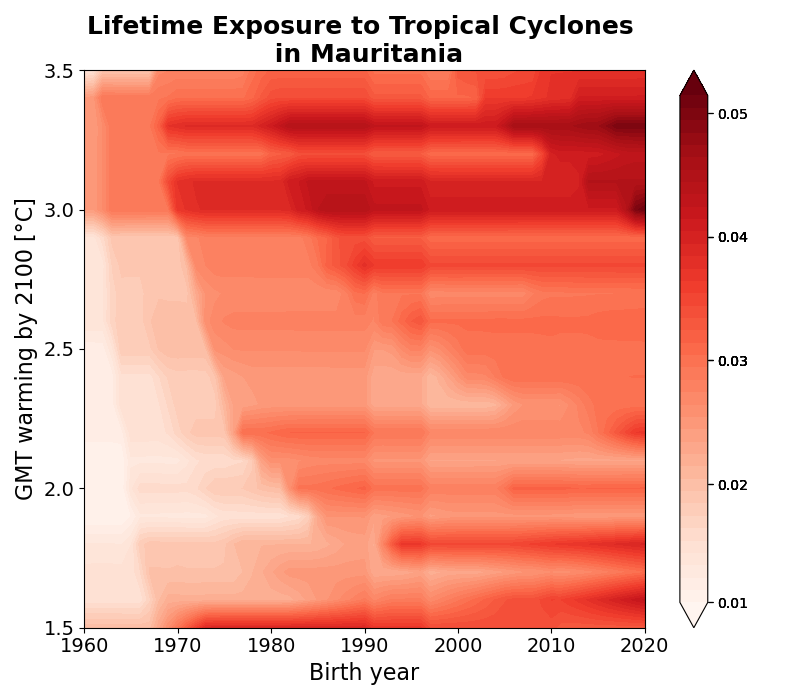 Lifetime Exposure to Tropical Cyclones
in Mauritania
GMT warming by 2100 [°C]
3.5
3.0
2.5
2.0
1.5
1960 1970 1980 1990 2000 2010 2020
Birth year
0.05
0.04
0.03
0.02
0.01